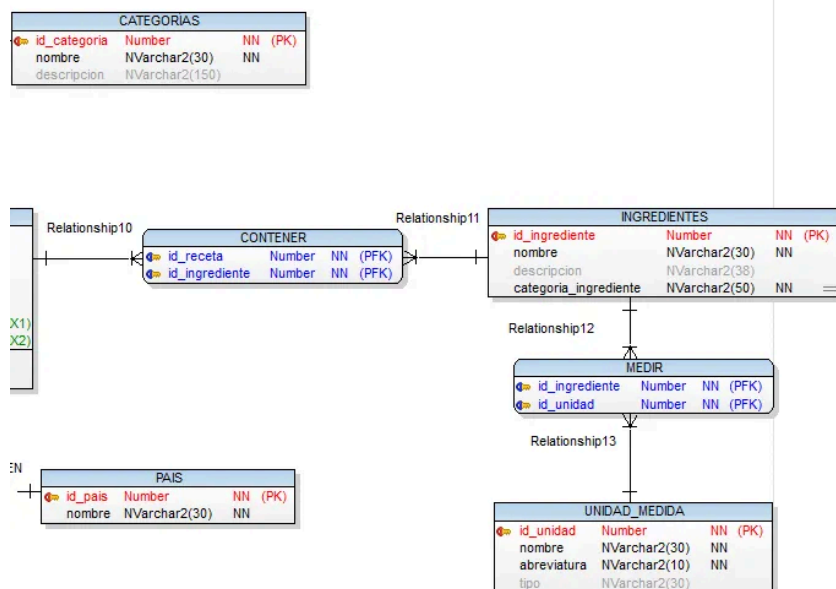 CATEGORÍAS
id_categoria Number NN (PK)
nombre NVarchar2(30) NN
descripcion NVarchar2(150)
Relationship10
CONTENER
id_receta Number NN (PFK)
id_ingrediente Number NN (PFK)
Relationship11
INGREDIENTES
id_ingrediente Number NN (PK)
nombre NVarchar2(30) NN
descripcion NVarchar2(38)
categoria_ingrediente NVarchar2(50) NN
X1)
X2)
Relationship12
MEDIR
id_ingrediente Number NN (PFK)
id_unidad Number NN (PFK)
Relationship13
EN
PAIS
id_pais Number NN (PK)
nombre NVarchar2(30) NN
UNIDAD_MEDIDA
id_unidad Number NN (PK)
nombre NVarchar2(30) NN
abreviatura NVarchar2(10) NN
tipo NVarchar2(30)